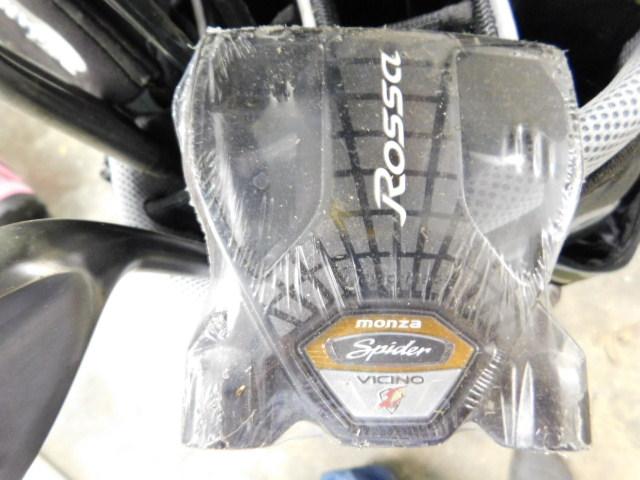 Rossa
monza
Spider
VICINO